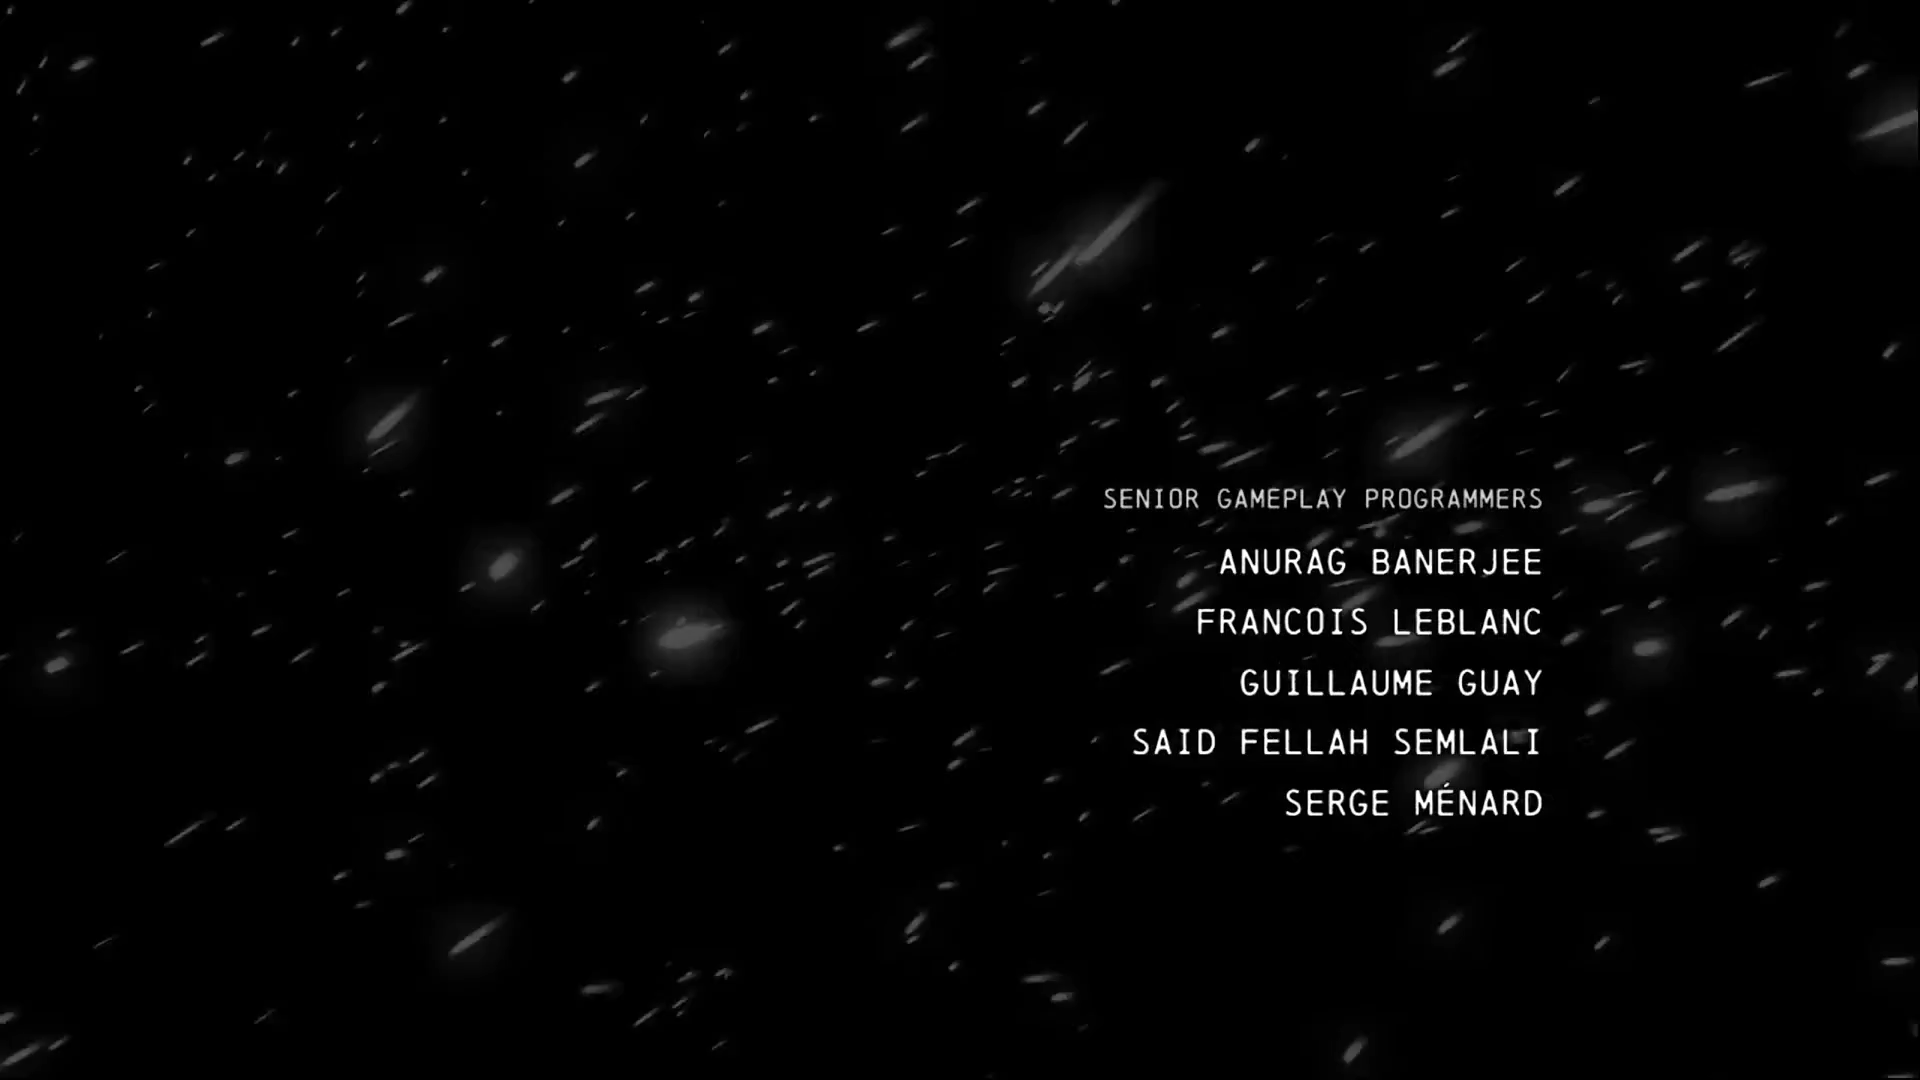 SENIOR GAMEPLAY PROGRAMMERS
ANURAG BANERJEE
FRANCOIS LEBLANC
GUILLAUME GUAY
SAID FELLAH SEMLALI
SERGE MÉNARD